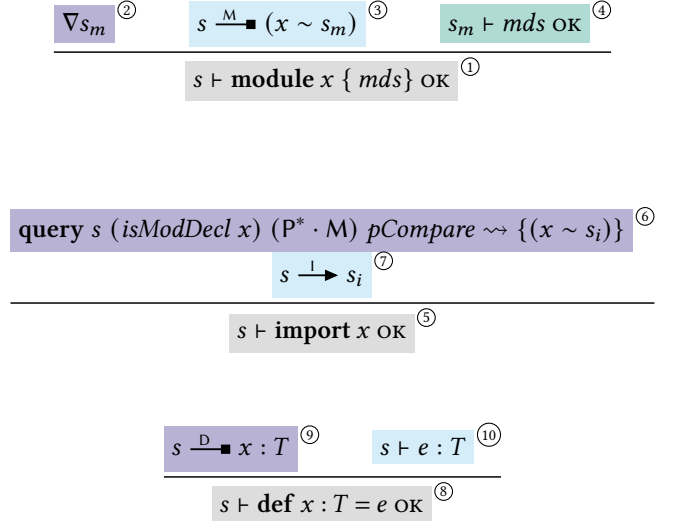 ∇s_m ② s —M—■ (x ∼ s_m) ③ s_m ⊢ mds OK ④
s ⊢ module x { mds} OK ①
query s (isModDecl x) (P* · M) pCompare ⇝ {(x ∼ s_i)} ⑥
s —I—▶ s_i ⑦
s ⊢ import x OK ⑤
s —D—■ x : T ⑨ s ⊢ e : T ⑩
s ⊢ def x : T = e OK ⑧